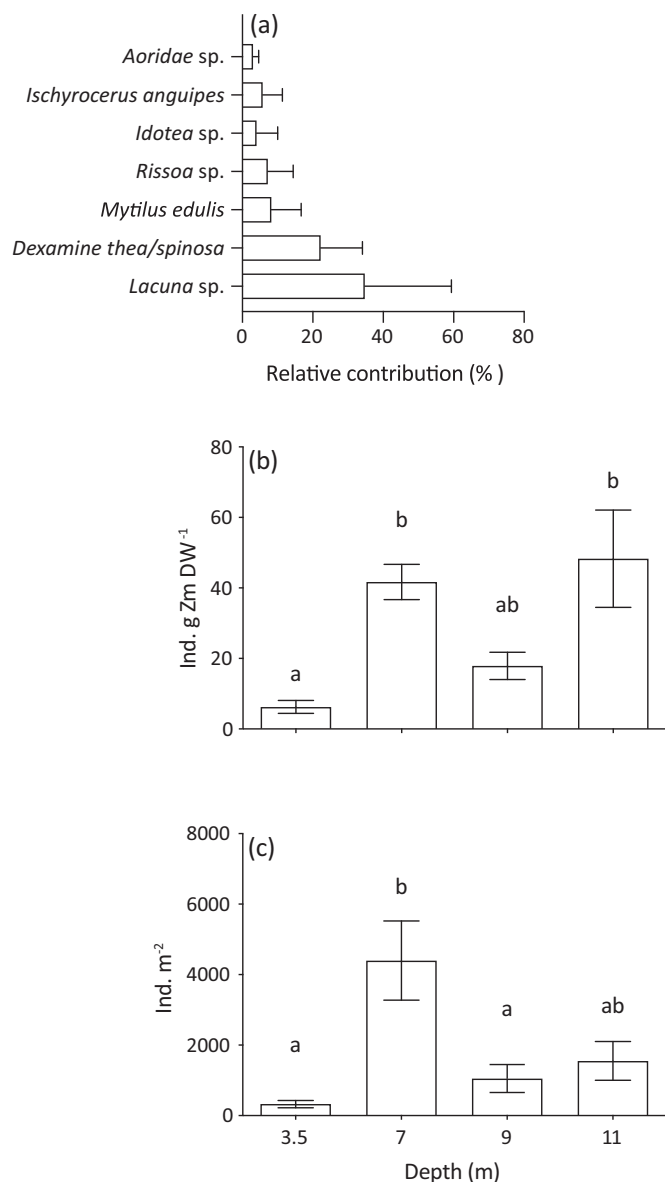 (a)
Aoridae sp.
Ischyrocerus anguipes
Idotea sp.
Rissoa sp.
Mytilus edulis
Dexamine thea/spinosa
Lacuna sp.
0 20 40 60 80
Relative contribution (% )
(b)
80
60
40
20
0
Ind. g Zm DW⁻¹
a b ab b
(c)
8000
6000
4000
2000
0
Ind. m⁻²
a b a ab
3.5 7 9 11
Depth (m)